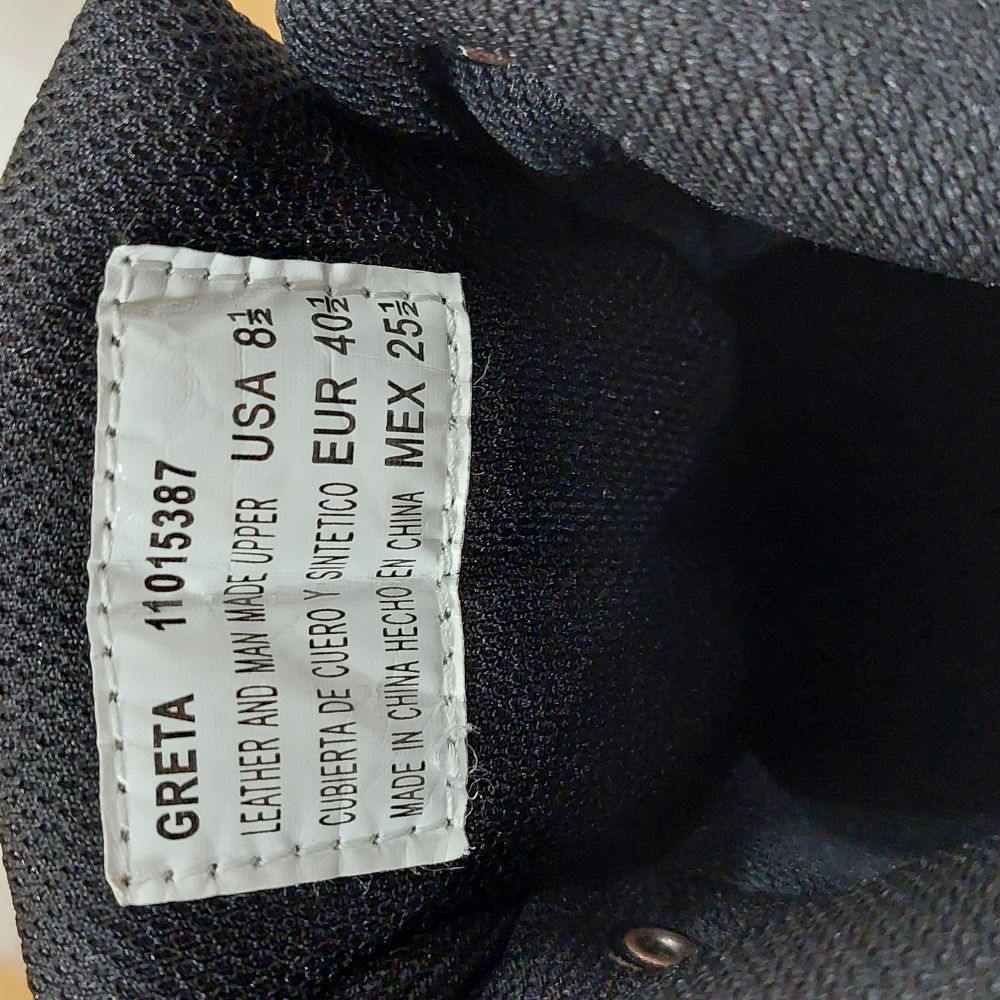 GRETA 11015387
LEATHER AND MAN MADE UPPER USA 8½
CUBIERTA DE CUERO Y SINTETICO EUR 40½
MADE IN CHINA HECHO EN CHINA MEX 25½